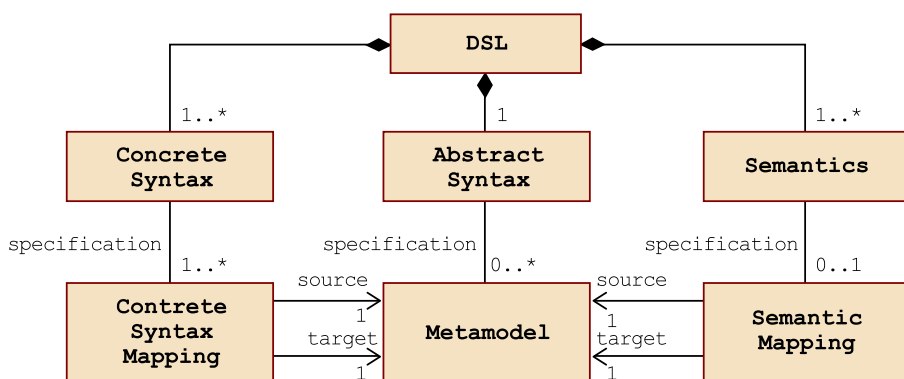 DSL
1..*
1
1..*
Concrete
Syntax
Abstract
Syntax
Semantics
specification
specification
specification
1..*
0..*
0..1
source
source
1
1
Contrete
Syntax
Mapping
Metamodel
Semantic
Mapping
target
target
1
1